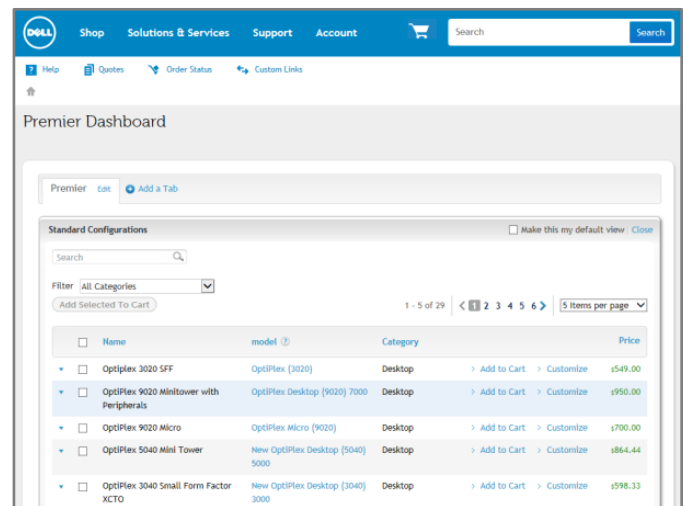 DELL Shop Solutions & Services Support Account Search Search
? Help Quotes Order Status Custom Links
Premier Dashboard
Premier Edit Add a Tab
Standard Configurations Make this my default view Close
Search
Filter All Categories
Add Selected To Cart 1 - 5 of 29 1 2 3 4 5 6 5 Items per page
Name model ? Category Price
Optiplex 3020 SFF OptiPlex (3020) Desktop > Add to Cart > Customize $549.00
OptiPlex 9020 Minitower with OptiPlex Desktop (9020) 7000 Desktop > Add to Cart > Customize $950.00
Peripherals
OptiPlex 9020 Micro OptiPlex Micro (9020) Desktop > Add to Cart > Customize $700.00
OptiPlex 5040 Mini Tower New OptiPlex Desktop (5040) Desktop > Add to Cart > Customize $864.44
5000
OptiPlex 3040 Small Form Factor New OptiPlex Desktop (3040) Desktop > Add to Cart > Customize $598.33
XCTO 3000